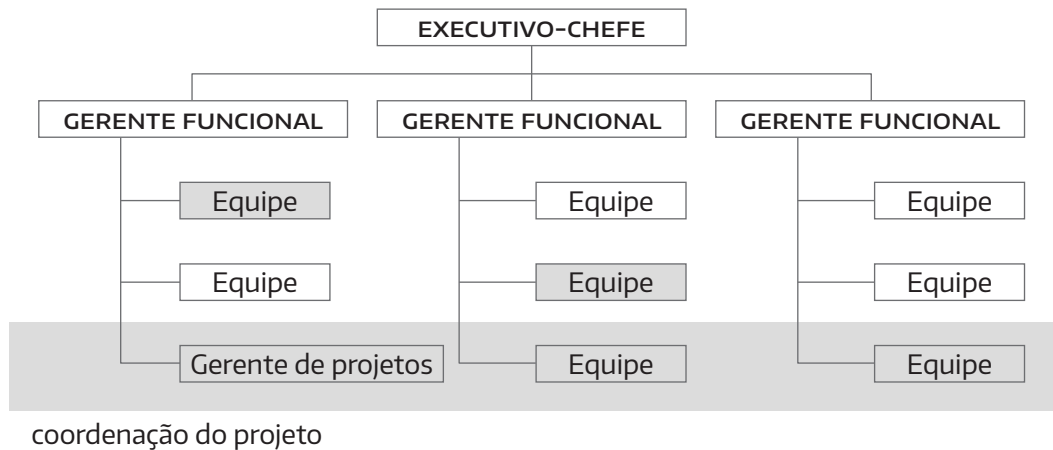 EXECUTIVO-CHEFE
GERENTE FUNCIONAL GERENTE FUNCIONAL GERENTE FUNCIONAL
Equipe Equipe Equipe
Equipe Equipe Equipe
Gerente de projetos Equipe Equipe
coordenação do projeto